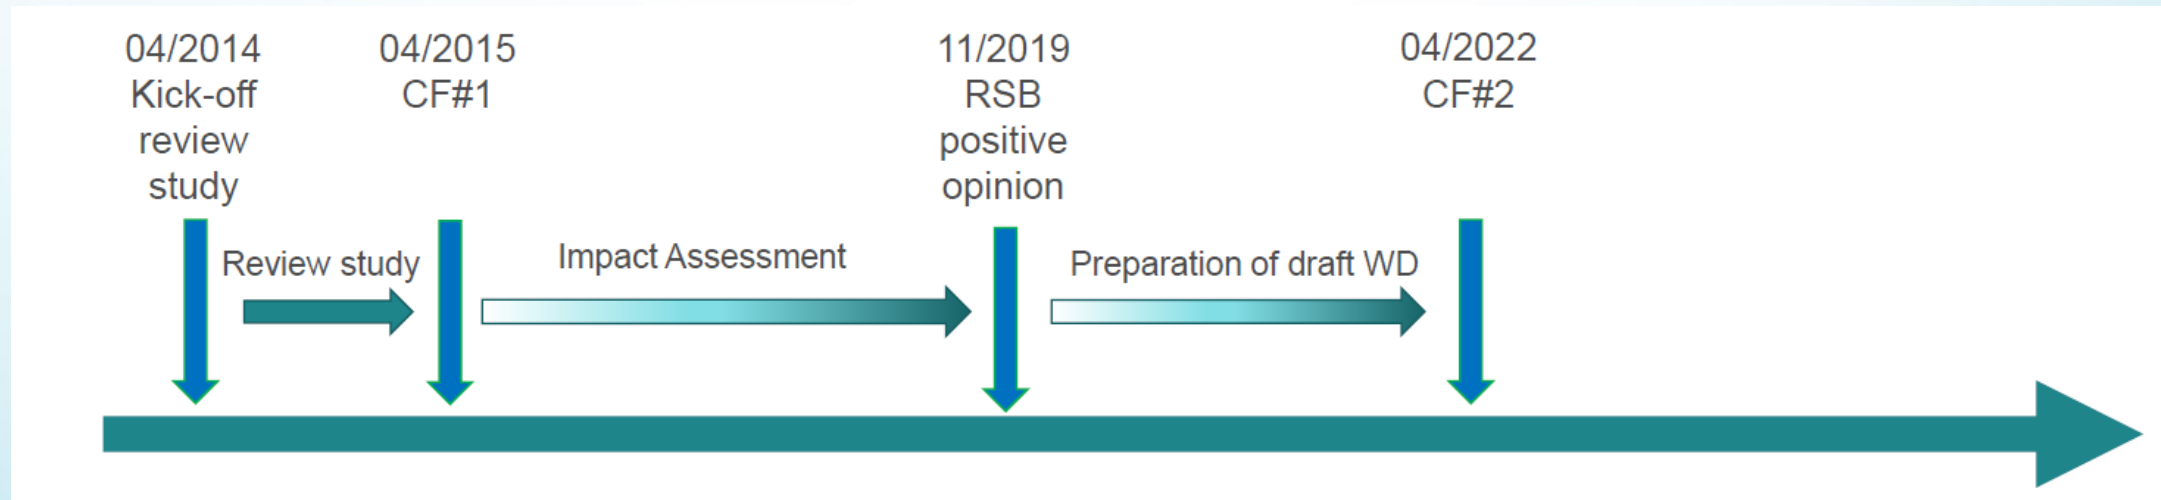 04/2014
Kick-off
review
study
04/2015
CF#1
11/2019
RSB
positive
opinion
04/2022
CF#2
Review study
Impact Assessment
Preparation of draft WD